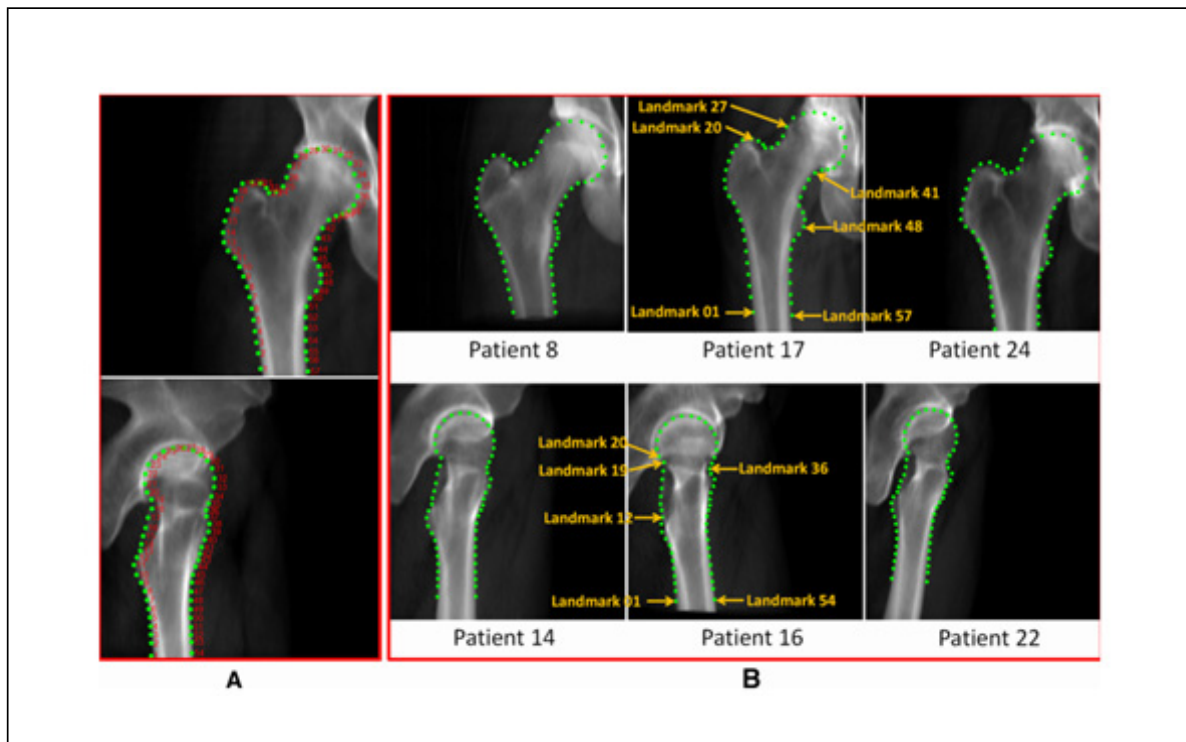 Landmark 27
Landmark 20
Landmark 41
Landmark 48
Landmark 01
Landmark 57
Patient 8
Patient 17
Patient 24
Landmark 20
Landmark 19
Landmark 36
Landmark 12
Landmark 01
Landmark 54
Patient 14
Patient 16
Patient 22
A
B